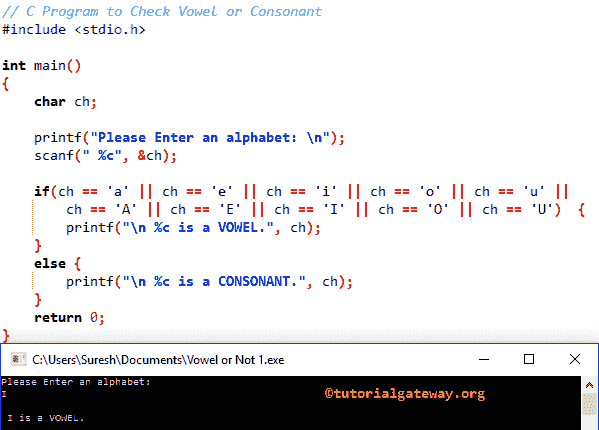 // C Program to Check Vowel or Consonant
#include <stdio.h>
int main()
{
char ch;
printf("Please Enter an alphabet: \n");
scanf(" %c", &ch);
if(ch == 'a' || ch == 'e' || ch == 'i' || ch == 'o' || ch == 'u' ||
ch == 'A' || ch == 'E' || ch == 'I' || ch == 'O' || ch == 'U') {
printf("\n %c is a VOWEL.", ch);
}
else {
printf("\n %c is a CONSONANT.", ch);
}
return 0;
}
C:\Users\Suresh\Documents\Vowel or Not 1.exe
Please Enter an alphabet:
I
©tutorialgateway.org
I is a VOWEL.